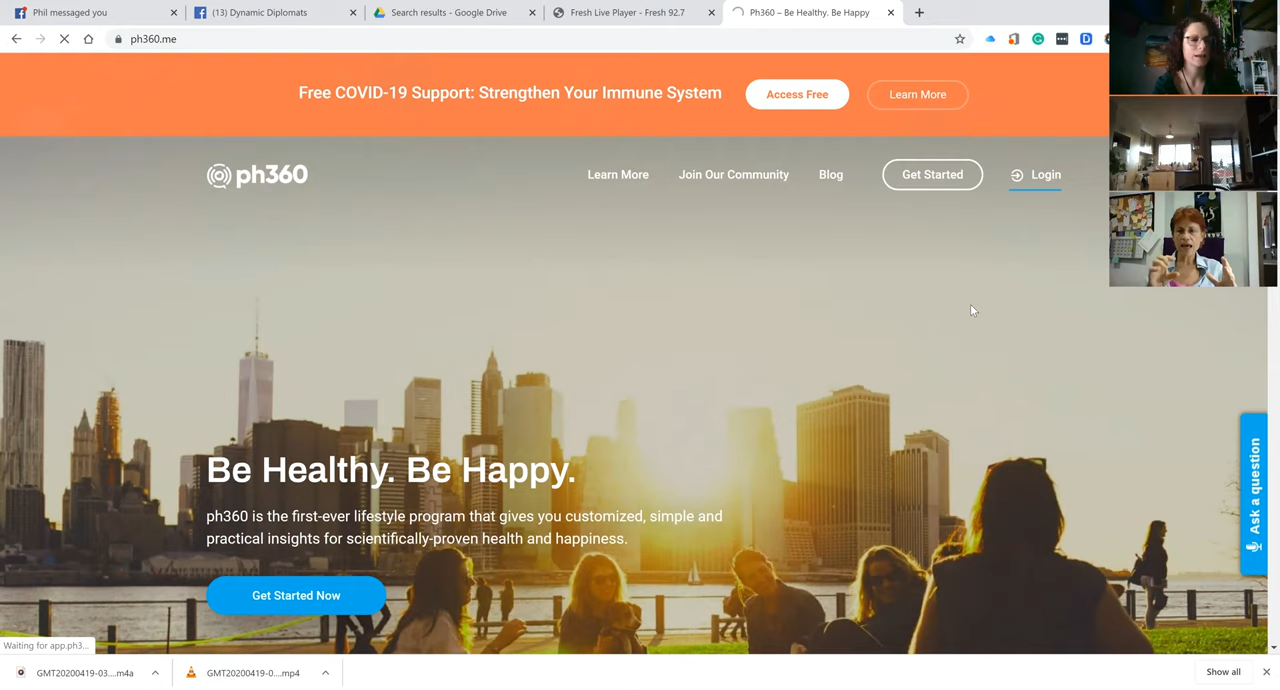 Phil messaged you
(13) Dynamic Diplomats
Search results - Google Drive
Fresh Live Player - Fresh 92.7
Ph360 – Be Healthy. Be Happy
ph360.me
Free COVID-19 Support: Strengthen Your Immune System
Access Free
Learn More
ph360
Learn More
Join Our Community
Blog
Get Started
Login
Be Healthy. Be Happy.
ph360 is the first-ever lifestyle program that gives you customized, simple and
practical insights for scientifically-proven health and happiness.
Get Started Now
Ask a question
Waiting for app.ph3...
GMT20200419-03....m4a
GMT20200419-0....mp4
Show all